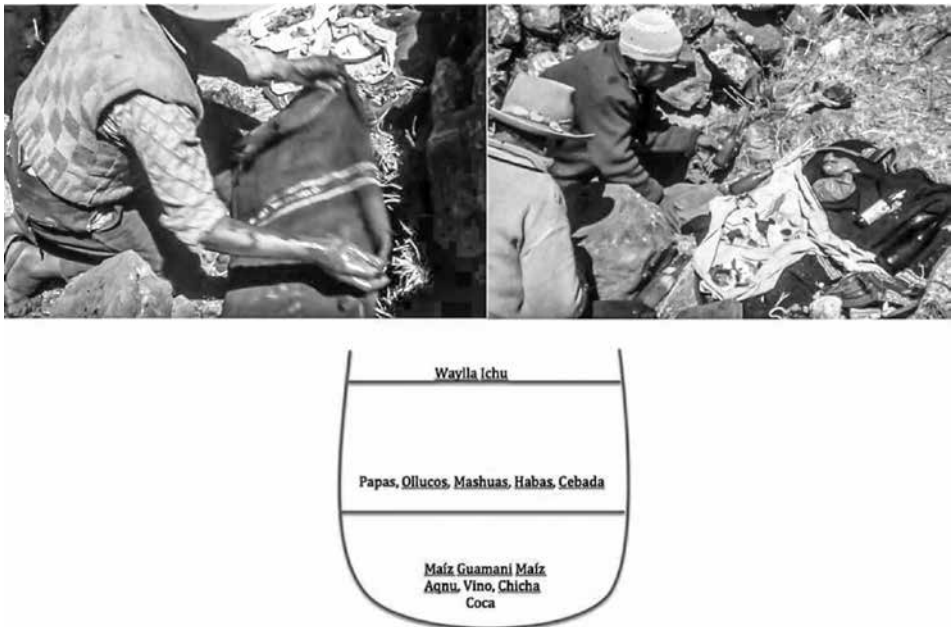 Waylla Ichu
Papas, Ollucos, Mashuas, Habas, Cebada
Maíz Guamani Maíz
Aqnu, Vino, Chicha
Coca